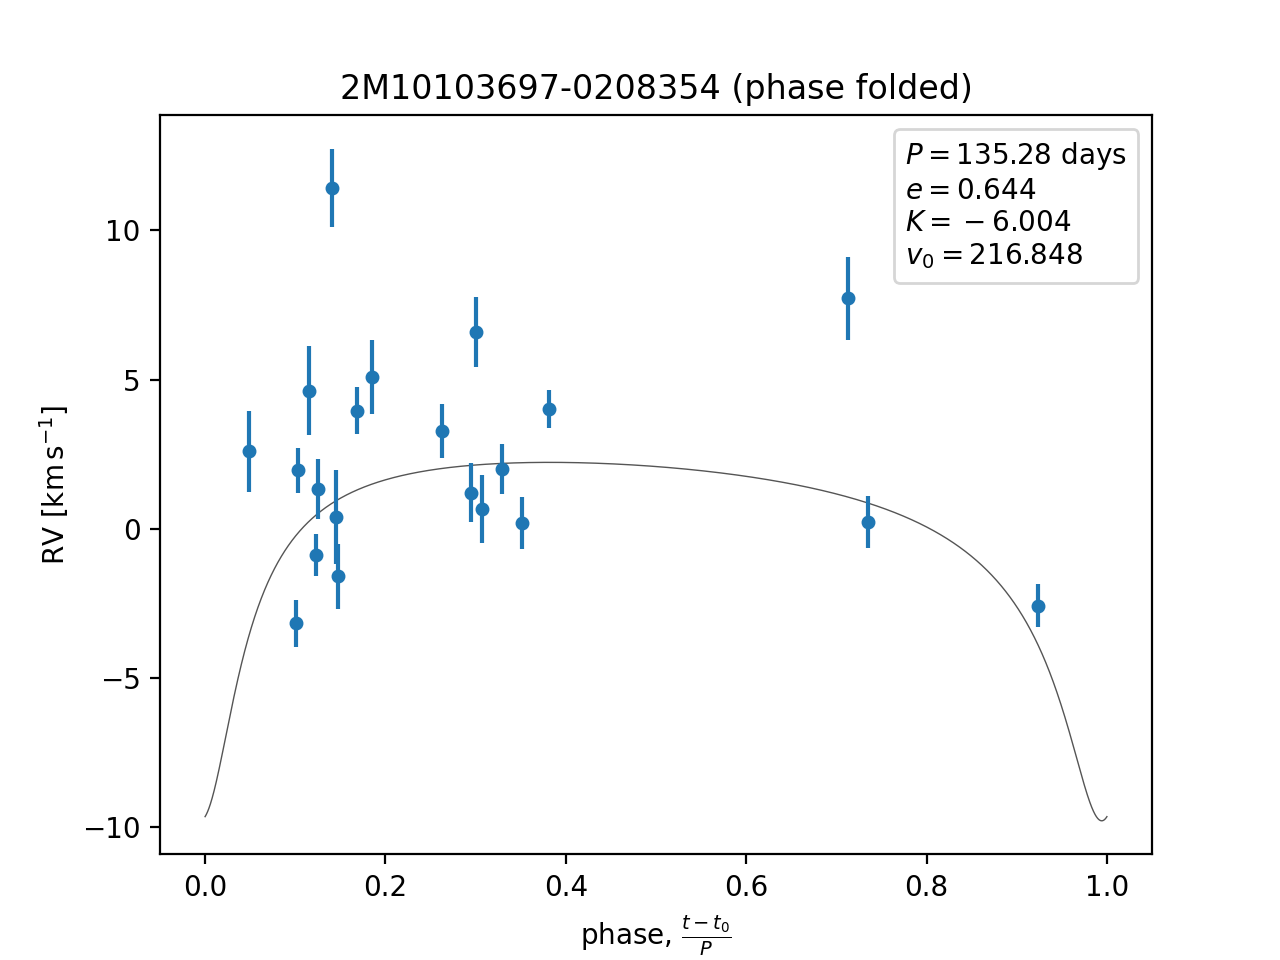 2M10103697-0208354 (phase folded)
P = 135.28 days
e = 0.644
K = −6.004
v₀ = 216.848
RV [km s⁻¹]
10
5
0
−5
−10
0.0 0.2 0.4 0.6 0.8 1.0
phase, (t − t₀)/P